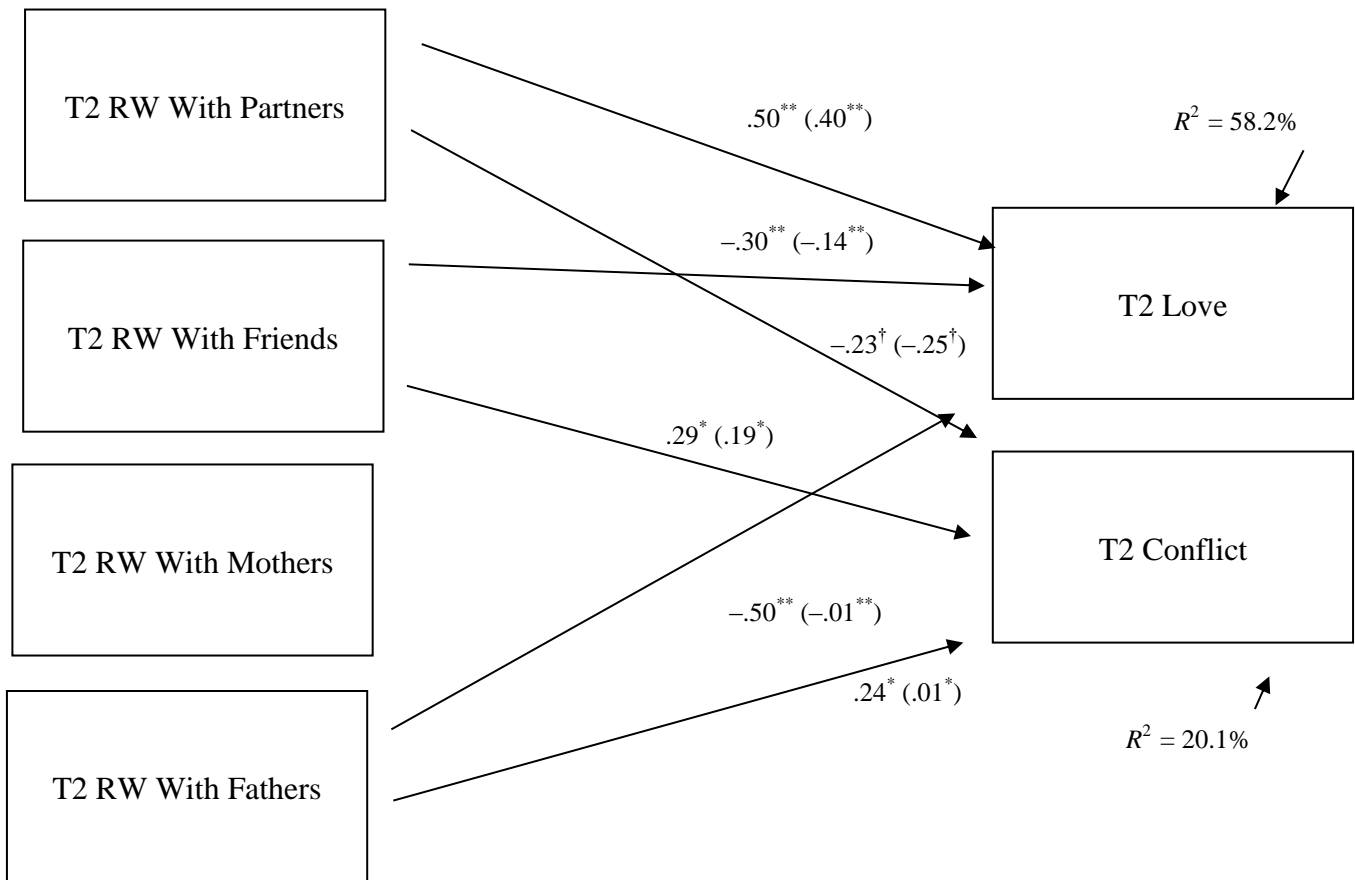 T2 RW With Partners
T2 RW With Friends
T2 RW With Mothers
T2 RW With Fathers
.50** (.40**)
–.30** (–.14**)
–.23† (–.25†)
.29* (.19*)
–.50** (–.01**)
.24* (.01*)
R² = 58.2%
T2 Love
T2 Conflict
R² = 20.1%